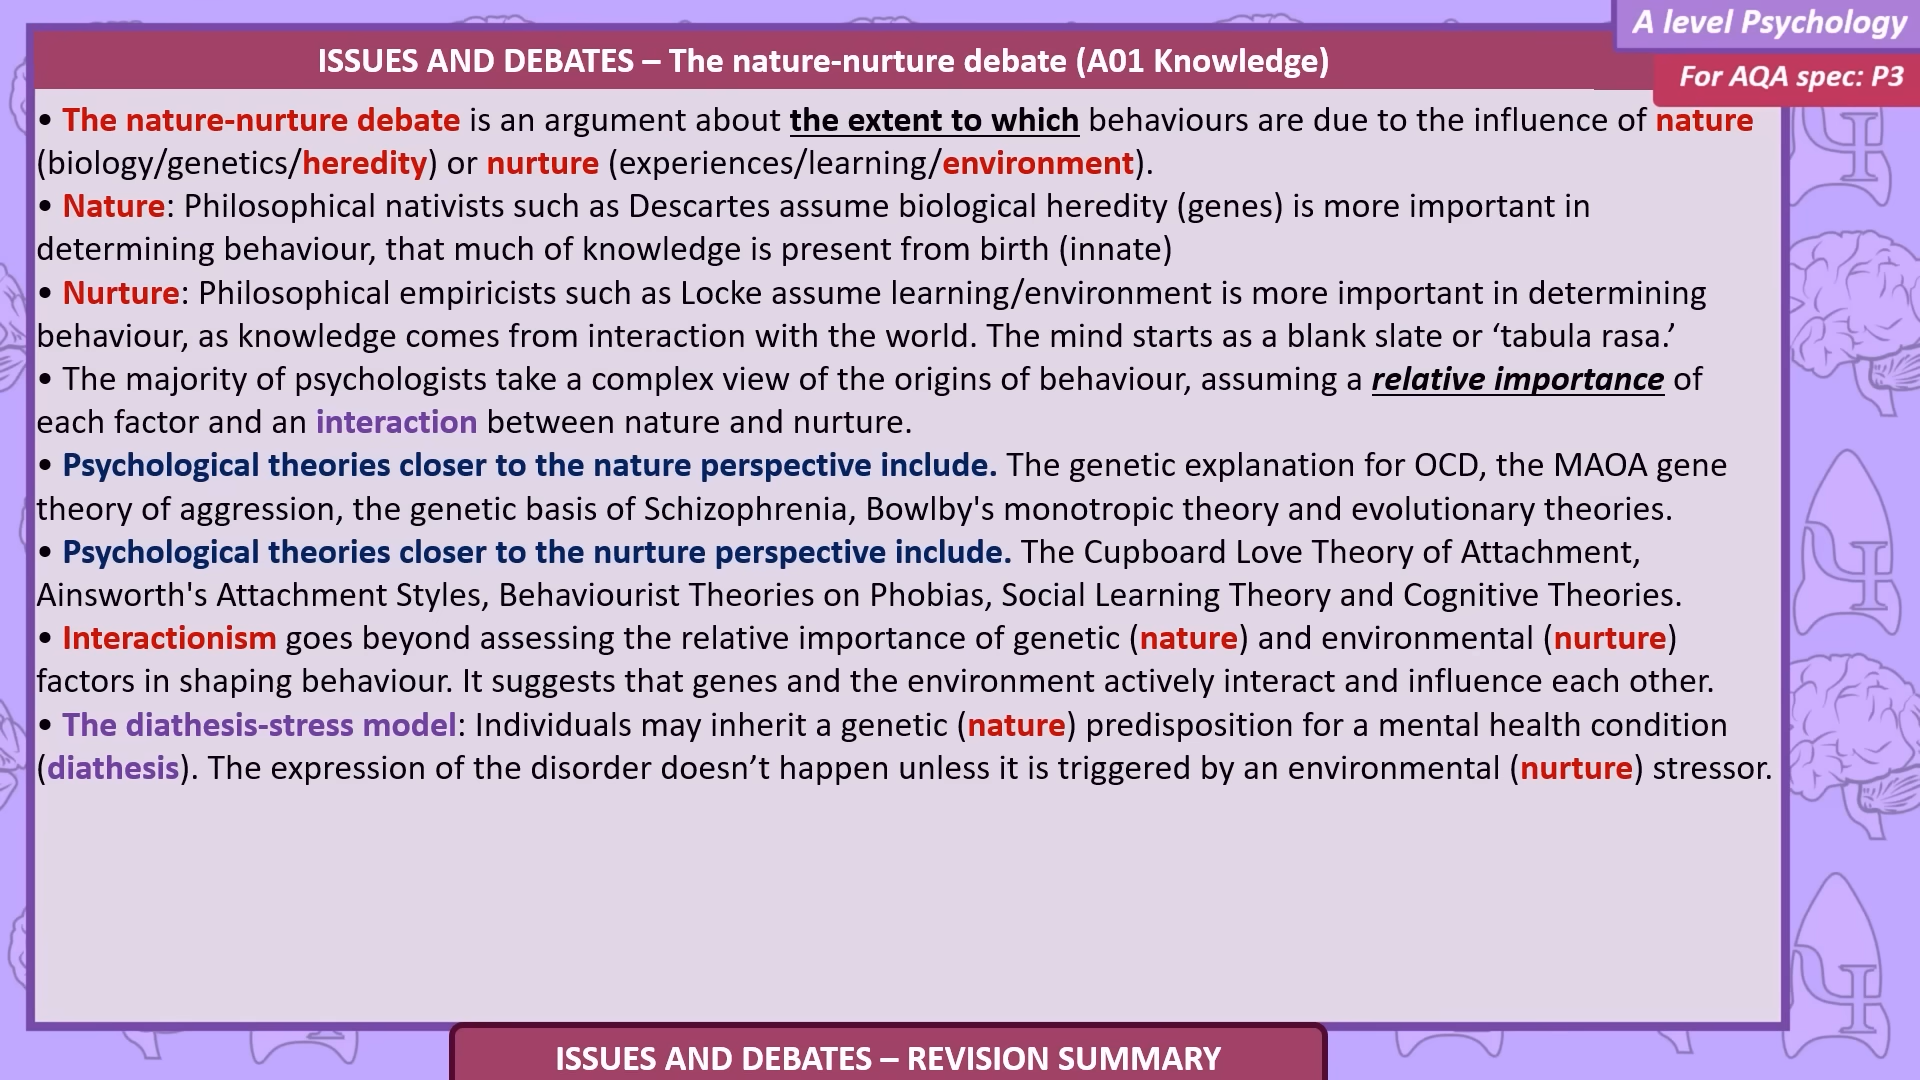 A level Psychology
ISSUES AND DEBATES – The nature-nurture debate (A01 Knowledge)
For AQA spec: P3
• The nature-nurture debate is an argument about the extent to which behaviours are due to the influence of nature
(biology/genetics/heredity) or nurture (experiences/learning/environment).
• Nature: Philosophical nativists such as Descartes assume biological heredity (genes) is more important in
determining behaviour, that much of knowledge is present from birth (innate)
• Nurture: Philosophical empiricists such as Locke assume learning/environment is more important in determining
behaviour, as knowledge comes from interaction with the world. The mind starts as a blank slate or ‘tabula rasa.’
• The majority of psychologists take a complex view of the origins of behaviour, assuming a relative importance of
each factor and an interaction between nature and nurture.
• Psychological theories closer to the nature perspective include. The genetic explanation for OCD, the MAOA gene
theory of aggression, the genetic basis of Schizophrenia, Bowlby's monotropic theory and evolutionary theories.
• Psychological theories closer to the nurture perspective include. The Cupboard Love Theory of Attachment,
Ainsworth's Attachment Styles, Behaviourist Theories on Phobias, Social Learning Theory and Cognitive Theories.
• Interactionism goes beyond assessing the relative importance of genetic (nature) and environmental (nurture)
factors in shaping behaviour. It suggests that genes and the environment actively interact and influence each other.
• The diathesis-stress model: Individuals may inherit a genetic (nature) predisposition for a mental health condition
(diathesis). The expression of the disorder doesn’t happen unless it is triggered by an environmental (nurture) stressor.
ISSUES AND DEBATES – REVISION SUMMARY